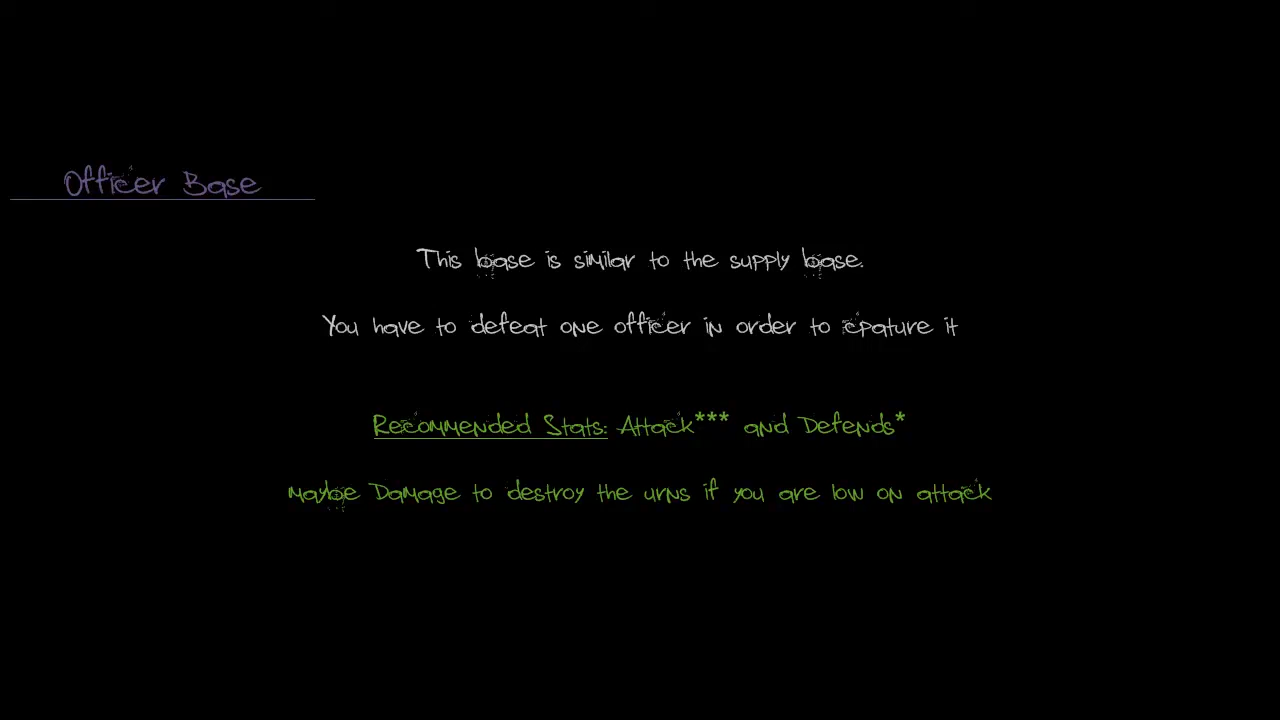 Officer Base
This base is similar to the supply base.
You have to defeat one officer in order to cpature it
Recommended Stats: Attack*** and Defends*
maybe Damage to destroy the urns if you are low on attack